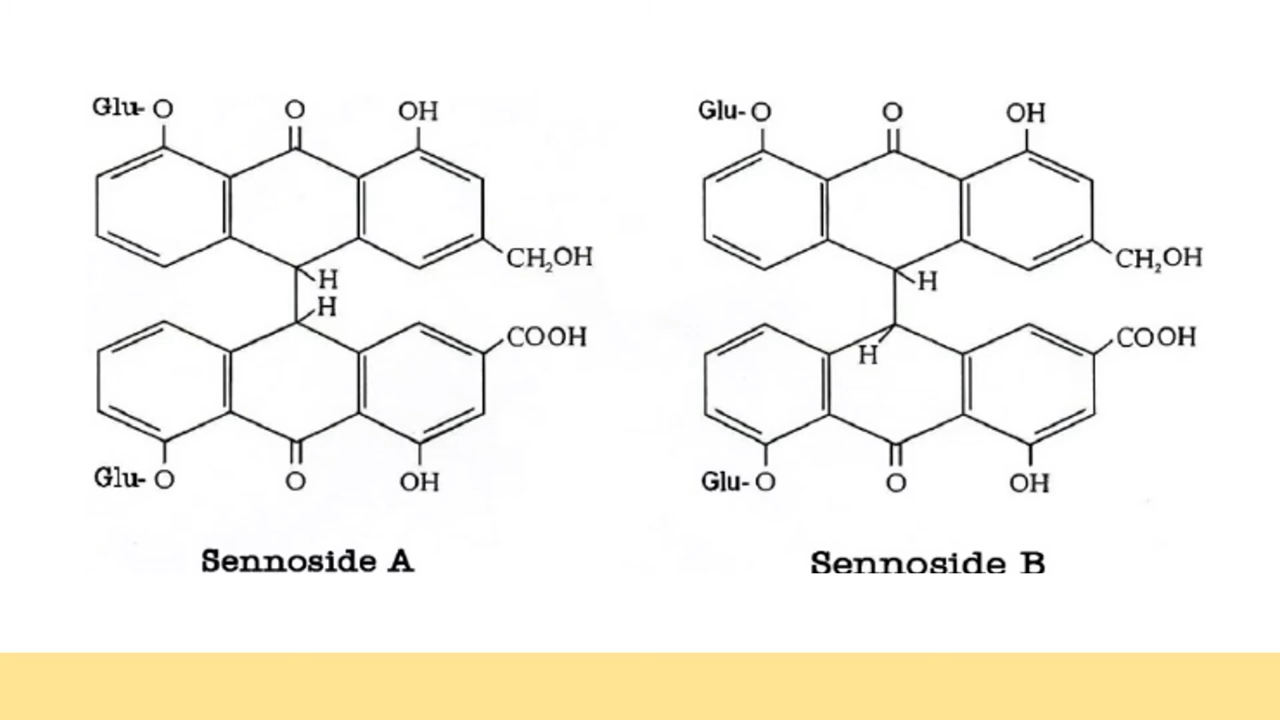 Glu- O O OH
Glu- O O OH
CH₂OH
CH₂OH
H
H
H
COOH
COOH
H
Glu- O O OH
Glu- O O OH
Sennoside A
Sennoside B